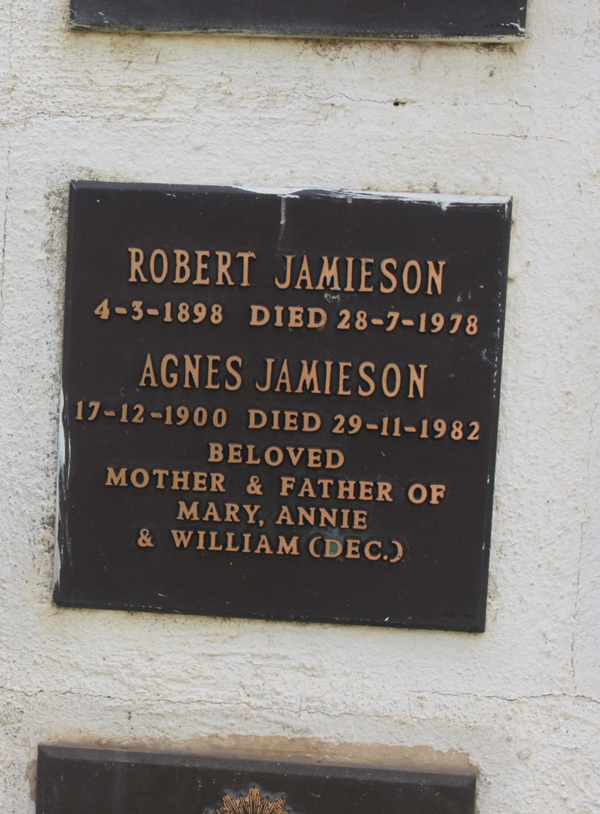 ROBERT JAMIESON
4-3-1898 DIED 28-7-1978
AGNES JAMIESON
17-12-1900 DIED 29-11-1982
BELOVED
MOTHER & FATHER OF
MARY, ANNIE
& WILLIAM (DEC.)